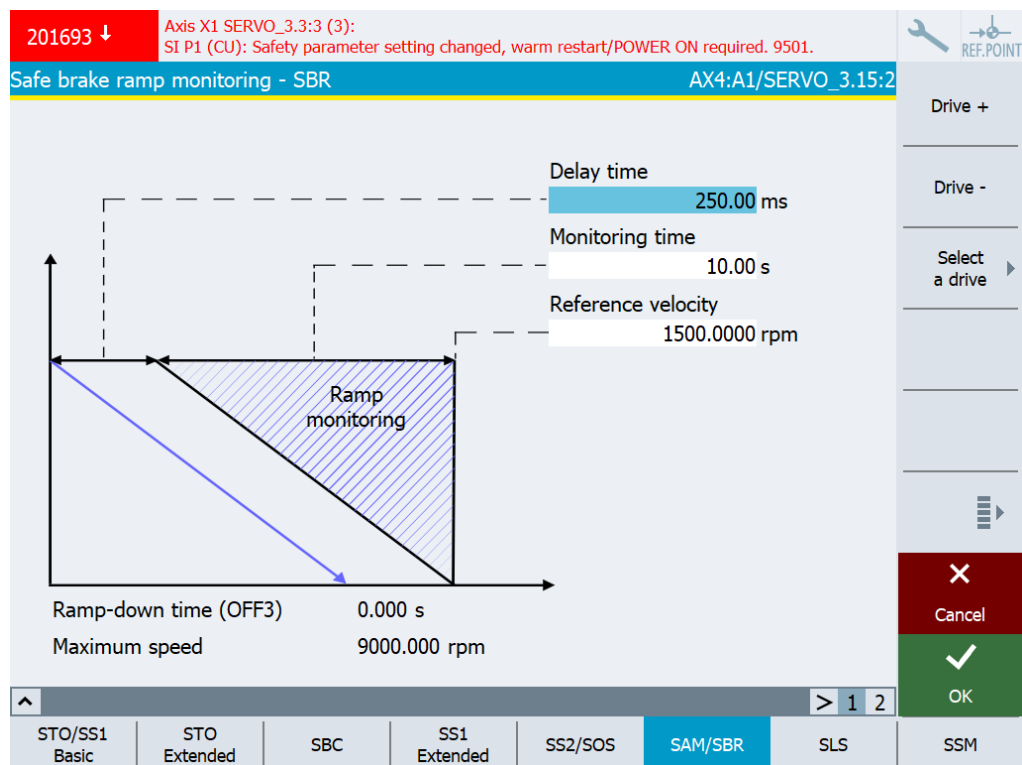 201693
Axis X1 SERVO_3.3:3 (3):
SI P1 (CU): Safety parameter setting changed, warm restart/POWER ON required. 9501.
REF.POINT
Safe brake ramp monitoring - SBR
AX4:A1/SERVO_3.15:2
Drive +
Drive -
Select
a drive
Delay time
250.00 ms
Monitoring time
10.00 s
Reference velocity
1500.0000 rpm
Ramp
monitoring
Ramp-down time (OFF3) 0.000 s
Maximum speed 9000.000 rpm
Cancel
OK
> 1 2
STO/SS1
Basic
STO
Extended
SBC
SS1
Extended
SS2/SOS
SAM/SBR
SLS
SSM